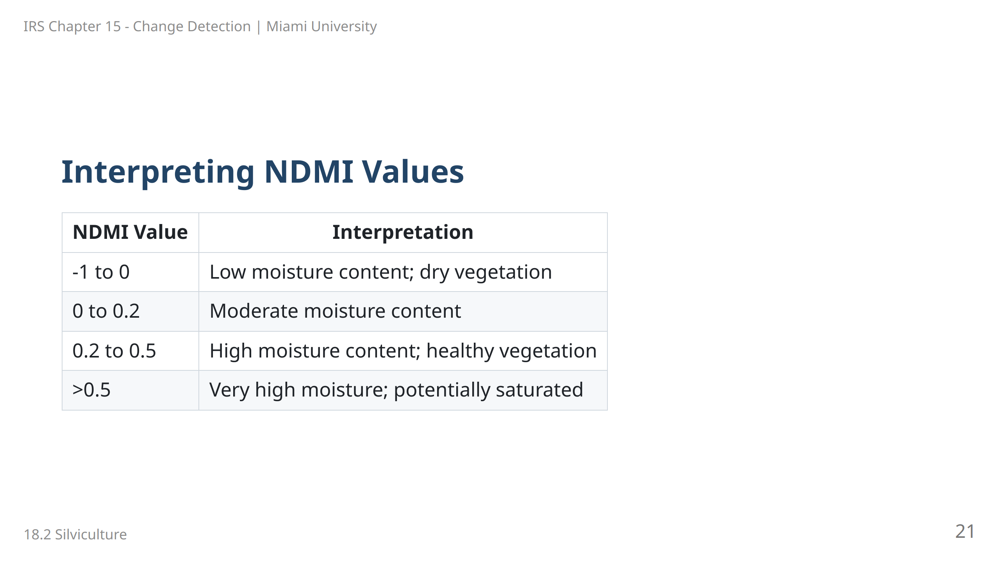 IRS Chapter 15 - Change Detection | Miami University
Interpreting NDMI Values
NDMI Value Interpretation
-1 to 0 Low moisture content; dry vegetation
0 to 0.2 Moderate moisture content
0.2 to 0.5 High moisture content; healthy vegetation
>0.5 Very high moisture; potentially saturated
18.2 Silviculture
21